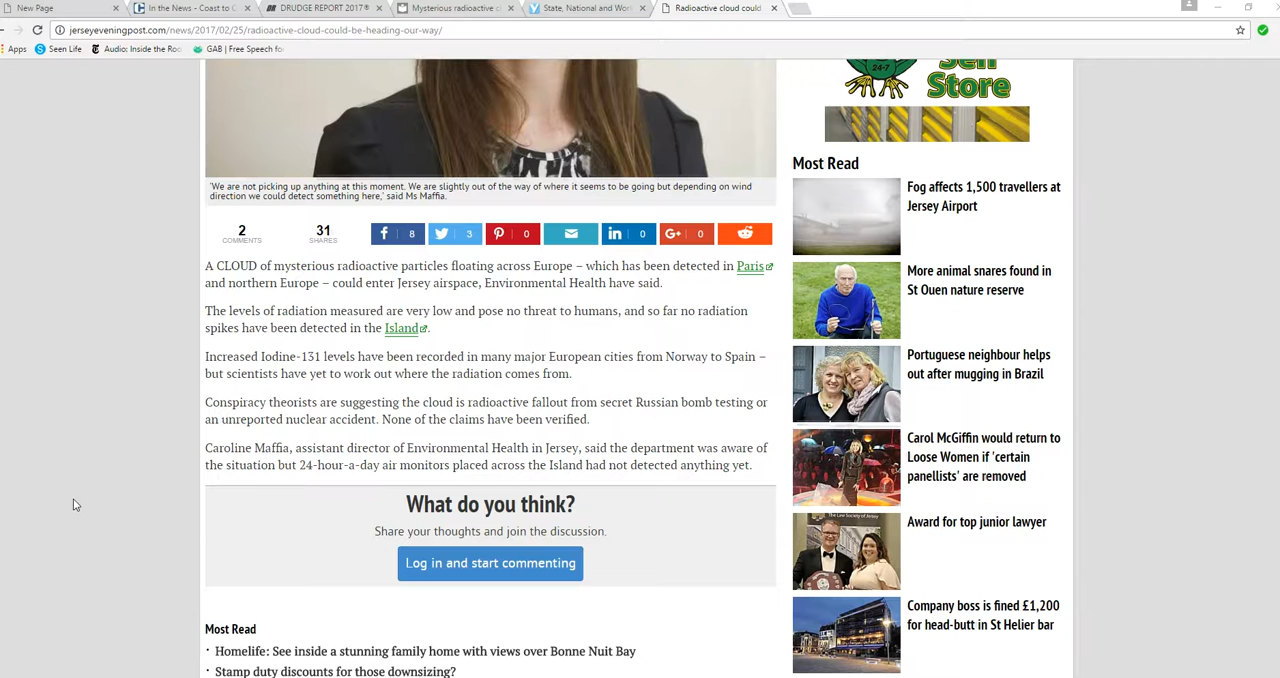 New Page
In the News - Coast to C
DRUDGE REPORT 2017®
Mysterious radioactive c
State, National and Wor
Radioactive cloud could
jerseyeveningpost.com/news/2017/02/25/radioactive-cloud-could-be-heading-our-way/
Apps
Seen Life
Audio: Inside the Roo
GAB | Free Speech fo
24-7
Self
Store
'We are not picking up anything at this moment. We are slightly out of the way of where it seems to be going but depending on wind
direction we could detect something here,' said Ms Maffia.
2
COMMENTS
31
SHARES
8
3
0
0
0
A CLOUD of mysterious radioactive particles floating across Europe – which has been detected in Paris
and northern Europe – could enter Jersey airspace, Environmental Health have said.
The levels of radiation measured are very low and pose no threat to humans, and so far no radiation
spikes have been detected in the Island.
Increased Iodine-131 levels have been recorded in many major European cities from Norway to Spain –
but scientists have yet to work out where the radiation comes from.
Conspiracy theorists are suggesting the cloud is radioactive fallout from secret Russian bomb testing or
an unreported nuclear accident. None of the claims have been verified.
Caroline Maffia, assistant director of Environmental Health in Jersey, said the department was aware of
the situation but 24-hour-a-day air monitors placed across the Island had not detected anything yet.
What do you think?
Share your thoughts and join the discussion.
Log in and start commenting
Most Read
· Homelife: See inside a stunning family home with views over Bonne Nuit Bay
· Stamp duty discounts for those downsizing?
Most Read
Fog affects 1,500 travellers at
Jersey Airport
More animal snares found in
St Ouen nature reserve
Portuguese neighbour helps
out after mugging in Brazil
Carol McGiffin would return to
Loose Women if 'certain
panellists' are removed
Award for top junior lawyer
Company boss is fined £1,200
for head-butt in St Helier bar